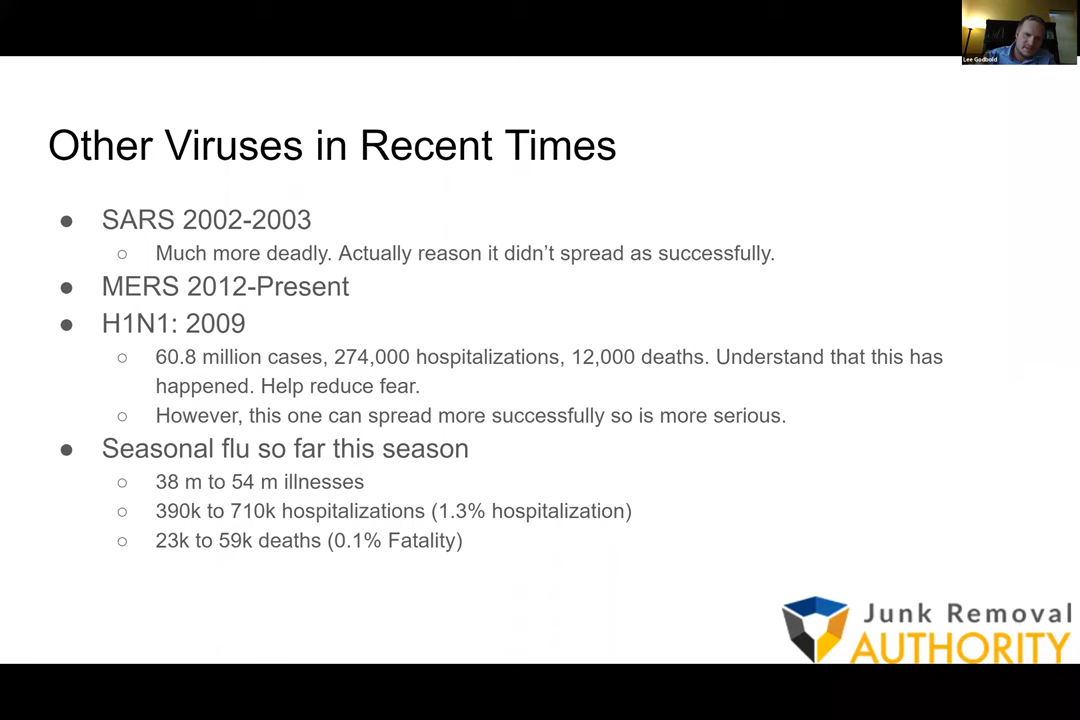 Lee Godbold
Other Viruses in Recent Times
● SARS 2002-2003
○ Much more deadly. Actually reason it didn’t spread as successfully.
● MERS 2012-Present
● H1N1: 2009
○ 60.8 million cases, 274,000 hospitalizations, 12,000 deaths. Understand that this has
happened. Help reduce fear.
○ However, this one can spread more successfully so is more serious.
● Seasonal flu so far this season
○ 38 m to 54 m illnesses
○ 390k to 710k hospitalizations (1.3% hospitalization)
○ 23k to 59k deaths (0.1% Fatality)
Junk Removal
AUTHORITY